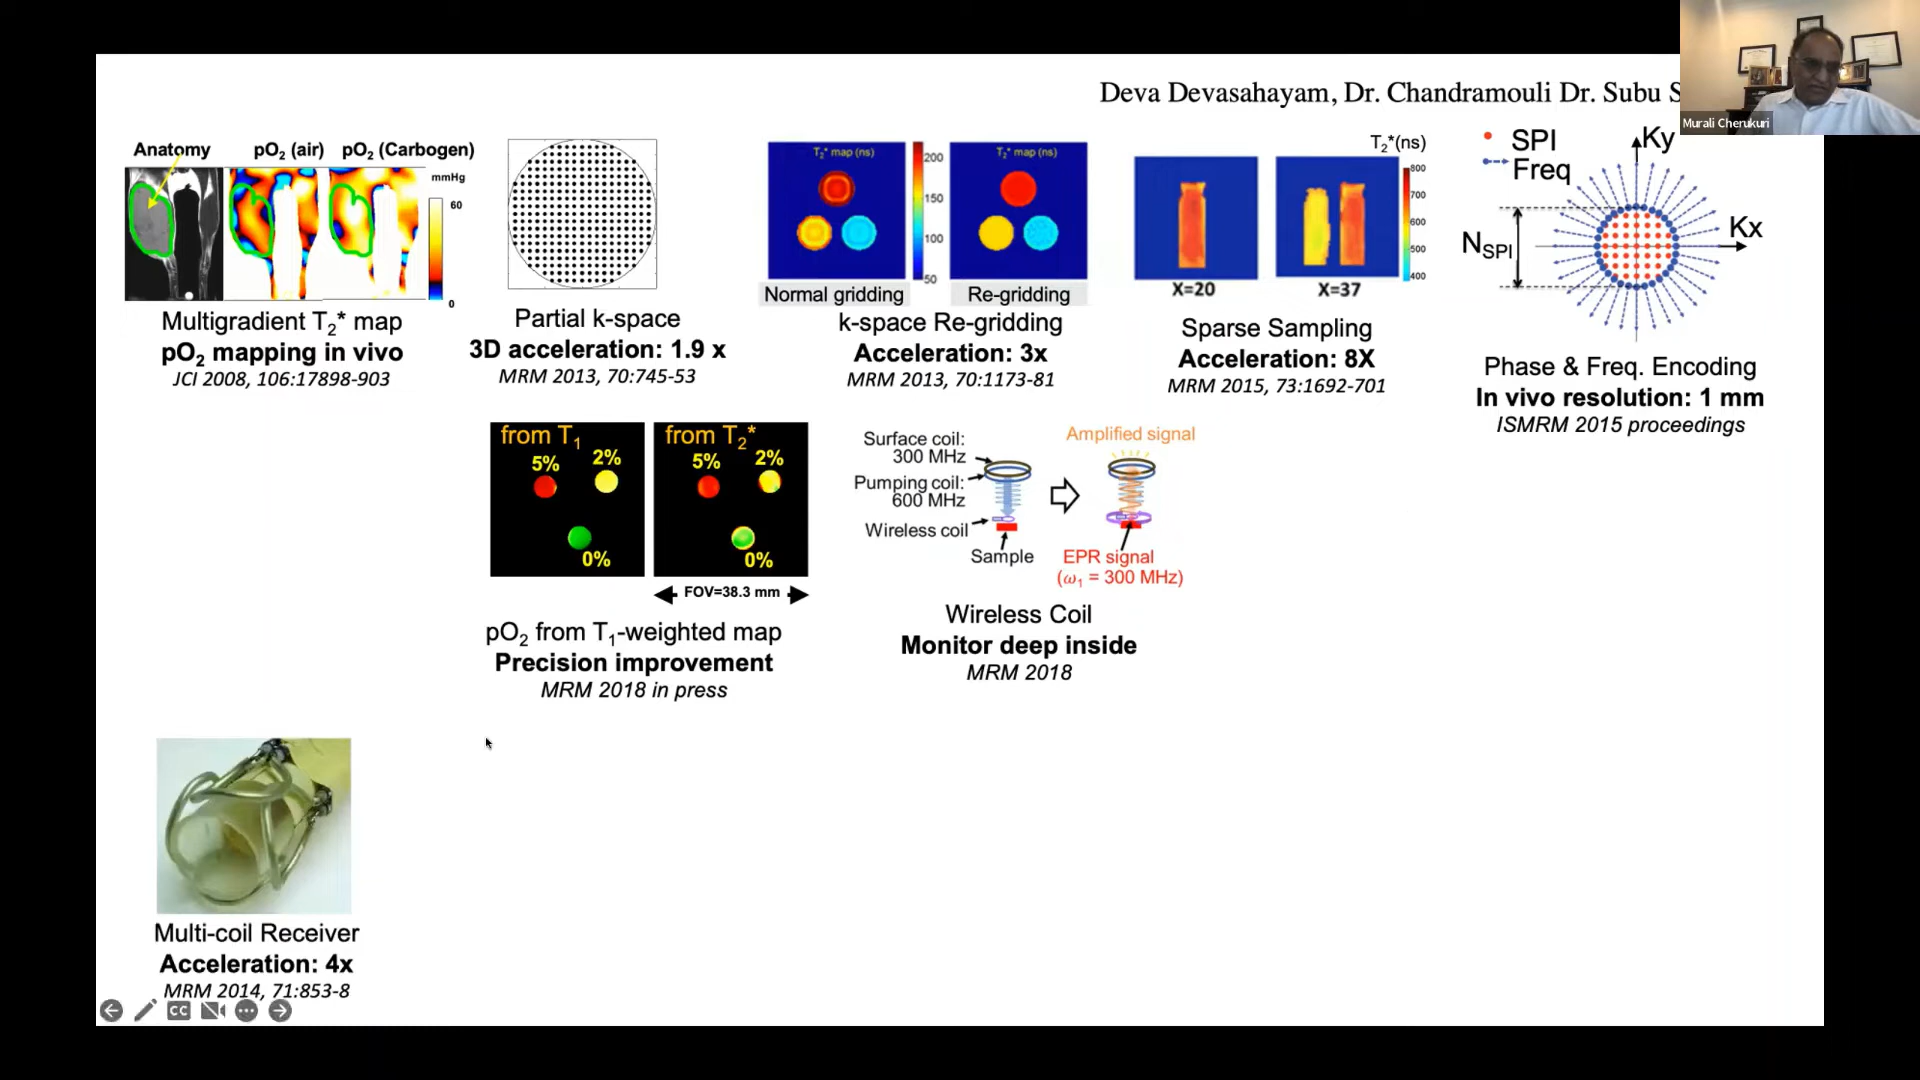 Deva Devasahayam, Dr. Chandramouli Dr. Subu S
Murali Cherukuri
Anatomy
pO2 (air)
pO2 (Carbogen)
mmHg
60
0
Multigradient T2* map
pO2 mapping in vivo
JCI 2008, 106:17898-903
Partial k-space
3D acceleration: 1.9 x
MRM 2013, 70:745-53
T2* map (ns)
200
150
100
50
T2* map (ns)
Normal gridding
Re-gridding
k-space Re-gridding
Acceleration: 3x
MRM 2013, 70:1173-81
T2*(ns)
800
700
600
500
400
X=20
X=37
Sparse Sampling
Acceleration: 8X
MRM 2015, 73:1692-701
SPI
Freq
Ky
Kx
NSPI
Phase & Freq. Encoding
In vivo resolution: 1 mm
ISMRM 2015 proceedings
from T1
5%
2%
0%
from T2*
5%
2%
0%
FOV=38.3 mm
pO2 from T1-weighted map
Precision improvement
MRM 2018 in press
Surface coil:
300 MHz
Pumping coil:
600 MHz
Wireless coil
Sample
Amplified signal
EPR signal
(ω1 = 300 MHz)
Wireless Coil
Monitor deep inside
MRM 2018
Multi-coil Receiver
Acceleration: 4x
MRM 2014, 71:853-8
CC